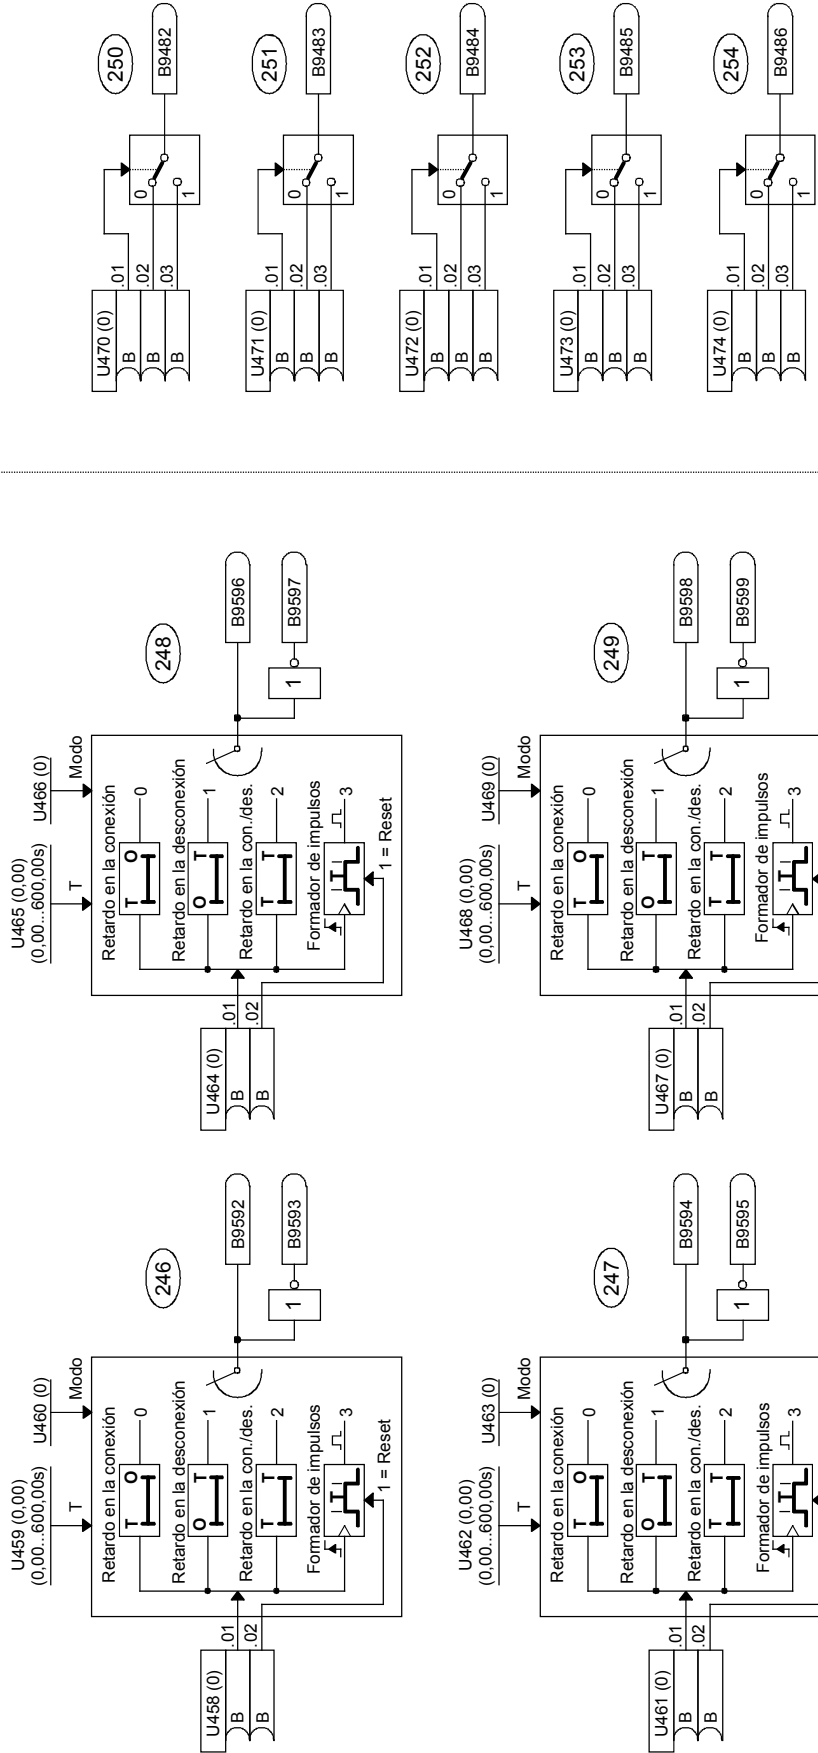 U459 (0,00)
(0,00...600,00s)
U460 (0)
T
Modo
Retardo en la conexión
T O
0
Retardo en la desconexión
O T
1
Retardo en la con./des.
T T
2
Formador de impulsos
T
3
1 = Reset
U458 (0)
B .01
B .02
246
1
B9592
B9593
U465 (0,00)
(0,00...600,00s)
U466 (0)
T
Modo
Retardo en la conexión
T O
0
Retardo en la desconexión
O T
1
Retardo en la con./des.
T T
2
Formador de impulsos
T
3
1 = Reset
U464 (0)
B .01
B .02
248
1
B9596
B9597
U470 (0)
B .01
B .02
B .03
0
1
250
B9482
U471 (0)
B .01
B .02
B .03
0
1
251
B9483
U472 (0)
B .01
B .02
B .03
0
1
252
B9484
U473 (0)
B .01
B .02
B .03
0
1
253
B9485
U474 (0)
B .01
B .02
B .03
0
1
254
B9486
U462 (0,00)
(0,00...600,00s)
U463 (0)
T
Modo
Retardo en la conexión
T O
0
Retardo en la desconexión
O T
1
Retardo en la con./des.
T T
2
Formador de impulsos
T
3
U461 (0)
B .01
B .02
247
1
B9594
B9595
U468 (0,00)
(0,00...600,00s)
U469 (0)
T
Modo
Retardo en la conexión
T O
0
Retardo en la desconexión
O T
1
Retardo en la con./des.
T T
2
Formador de impulsos
T
3
U467 (0)
B .01
B .02
249
1
B9598
B9599